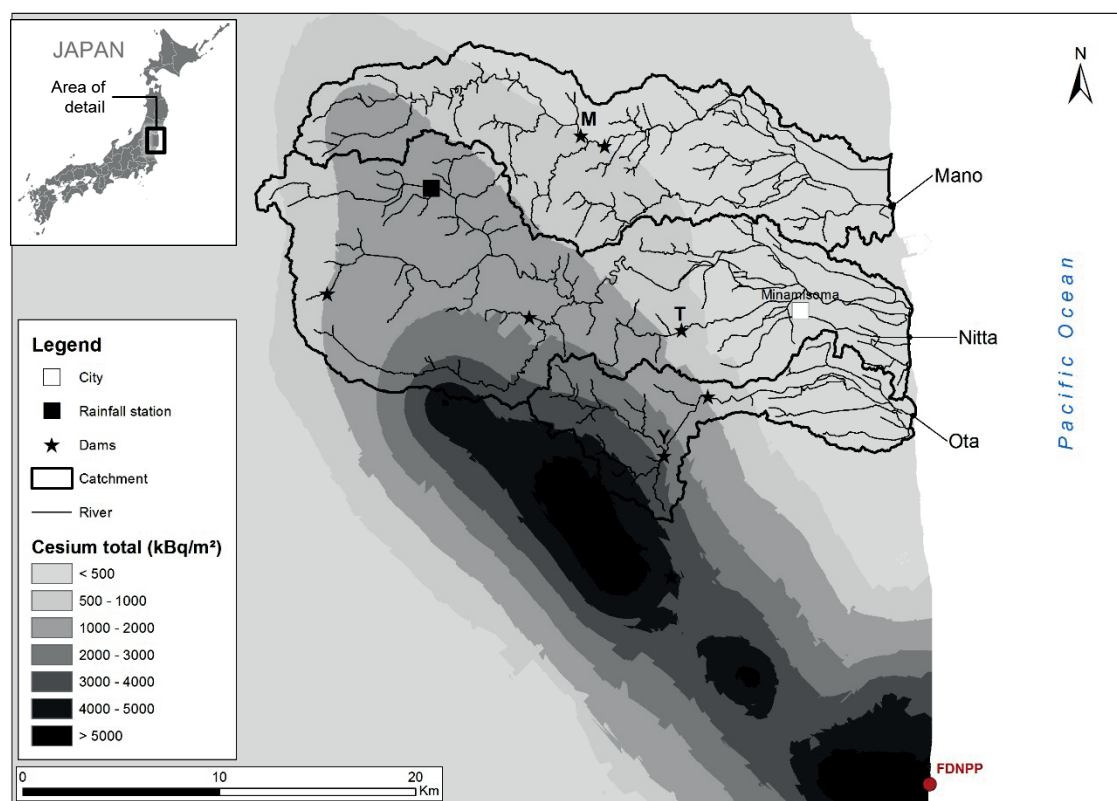 JAPAN
Area of
detail
N
M
Mano
Pacific Ocean
Minamisoma
T
Nitta
Y
Ota
Legend
City
Rainfall station
Dams
Catchment
River
Cesium total (kBq/m²)
< 500
500 - 1000
1000 - 2000
2000 - 3000
3000 - 4000
4000 - 5000
> 5000
FDNPP
0
10
20
Km